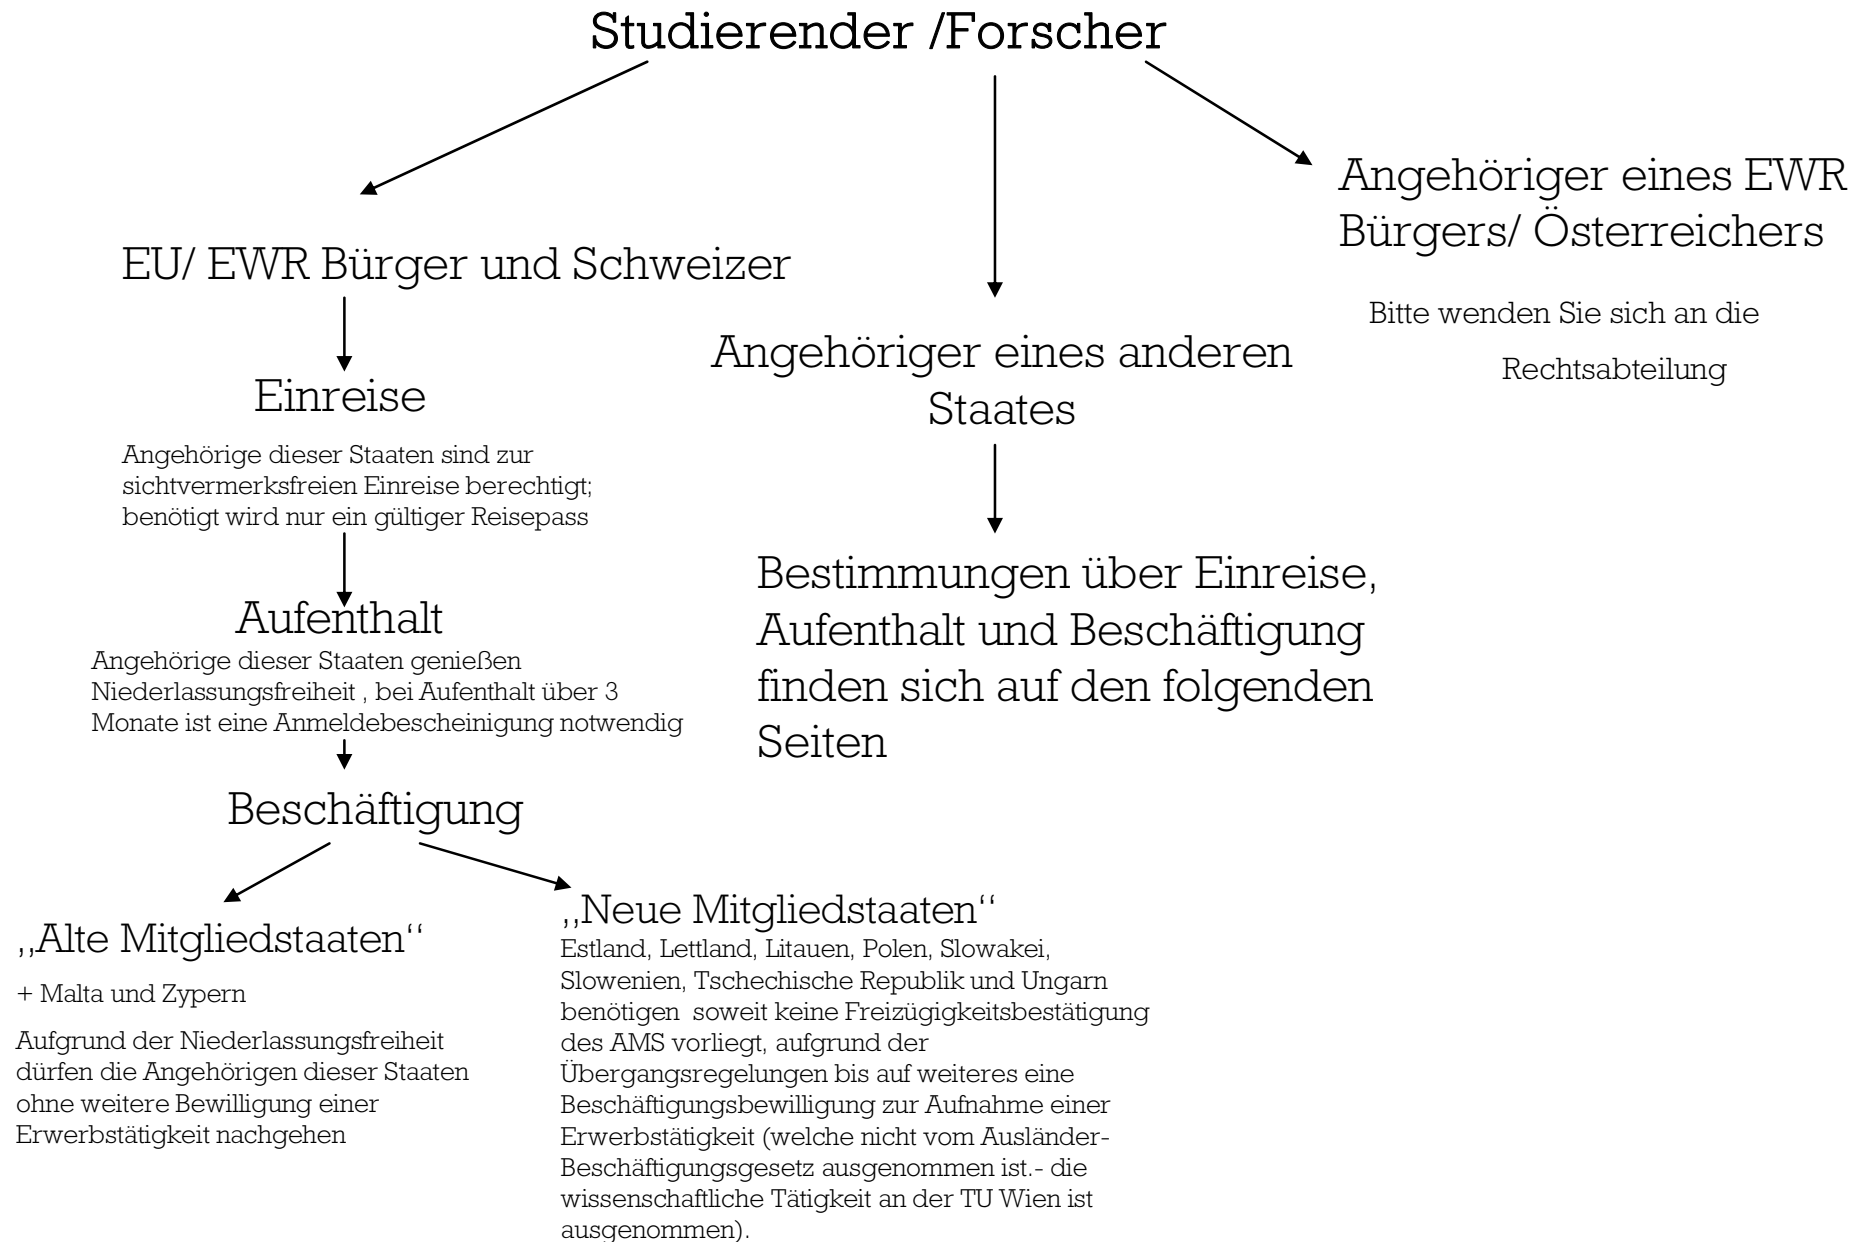 Studierender /Forscher
EU/ EWR Bürger und Schweizer
Einreise
Angehörige dieser Staaten sind zur
sichtvermerksfreien Einreise berechtigt;
benötigt wird nur ein gültiger Reisepass
Aufenthalt
Angehörige dieser Staaten genießen
Niederlassungsfreiheit , bei Aufenthalt über 3
Monate ist eine Anmeldebescheinigung notwendig
Beschäftigung
„Alte Mitgliedstaaten“
+ Malta und Zypern
Aufgrund der Niederlassungsfreiheit
dürfen die Angehörigen dieser Staaten
ohne weitere Bewilligung einer
Erwerbstätigkeit nachgehen
„Neue Mitgliedstaaten“
Estland, Lettland, Litauen, Polen, Slowakei,
Slowenien, Tschechische Republik und Ungarn
benötigen  soweit keine Freizügigkeitsbestätigung
des AMS vorliegt, aufgrund der
Übergangsregelungen bis auf weiteres eine
Beschäftigungsbewilligung zur Aufnahme einer
Erwerbstätigkeit (welche nicht vom Ausländer-
Beschäftigungsgesetz ausgenommen ist.- die
wissenschaftliche Tätigkeit an der TU Wien ist
ausgenommen).
Angehöriger eines anderen
Staates
Bestimmungen über Einreise,
Aufenthalt und Beschäftigung
finden sich auf den folgenden
Seiten
Angehöriger eines EWR
Bürgers/ Österreichers
Bitte wenden Sie sich an die
Rechtsabteilung